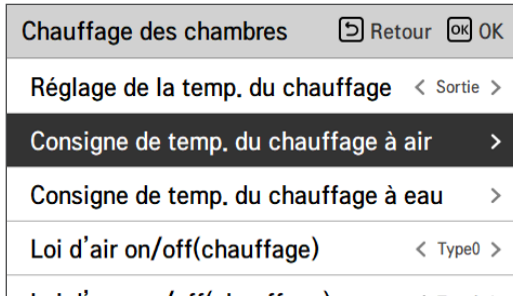 Chauffage des chambres Retour OK OK
Réglage de la temp. du chauffage < Sortie >
Consigne de temp. du chauffage à air >
Consigne de temp. du chauffage à eau >
Loi d'air on/off(chauffage) < Type0 >